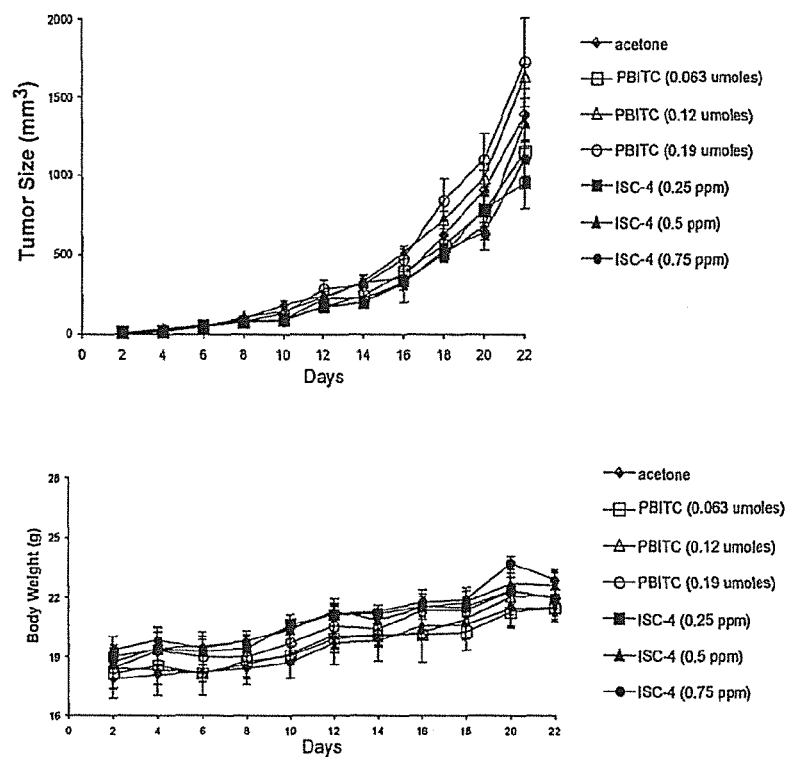 2000
1500
1000
500
0
Tumor Size (mm³)
0 2 4 6 8 10 12 14 16 18 20 22
Days
acetone
PBITC (0.063 umoles)
PBITC (0.12 umoles)
PBITC (0.19 umoles)
ISC-4 (0.25 ppm)
ISC-4 (0.5 ppm)
ISC-4 (0.75 ppm)
28
25
22
19
16
Body Weight (g)
0 2 4 6 8 10 12 14 16 18 20 22
Days
acetone
PBITC (0.063 umoles)
PBITC (0.12 umoles)
PBITC (0.19 umoles)
ISC-4 (0.25 ppm)
ISC-4 (0.5 ppm)
ISC-4 (0.75 ppm)